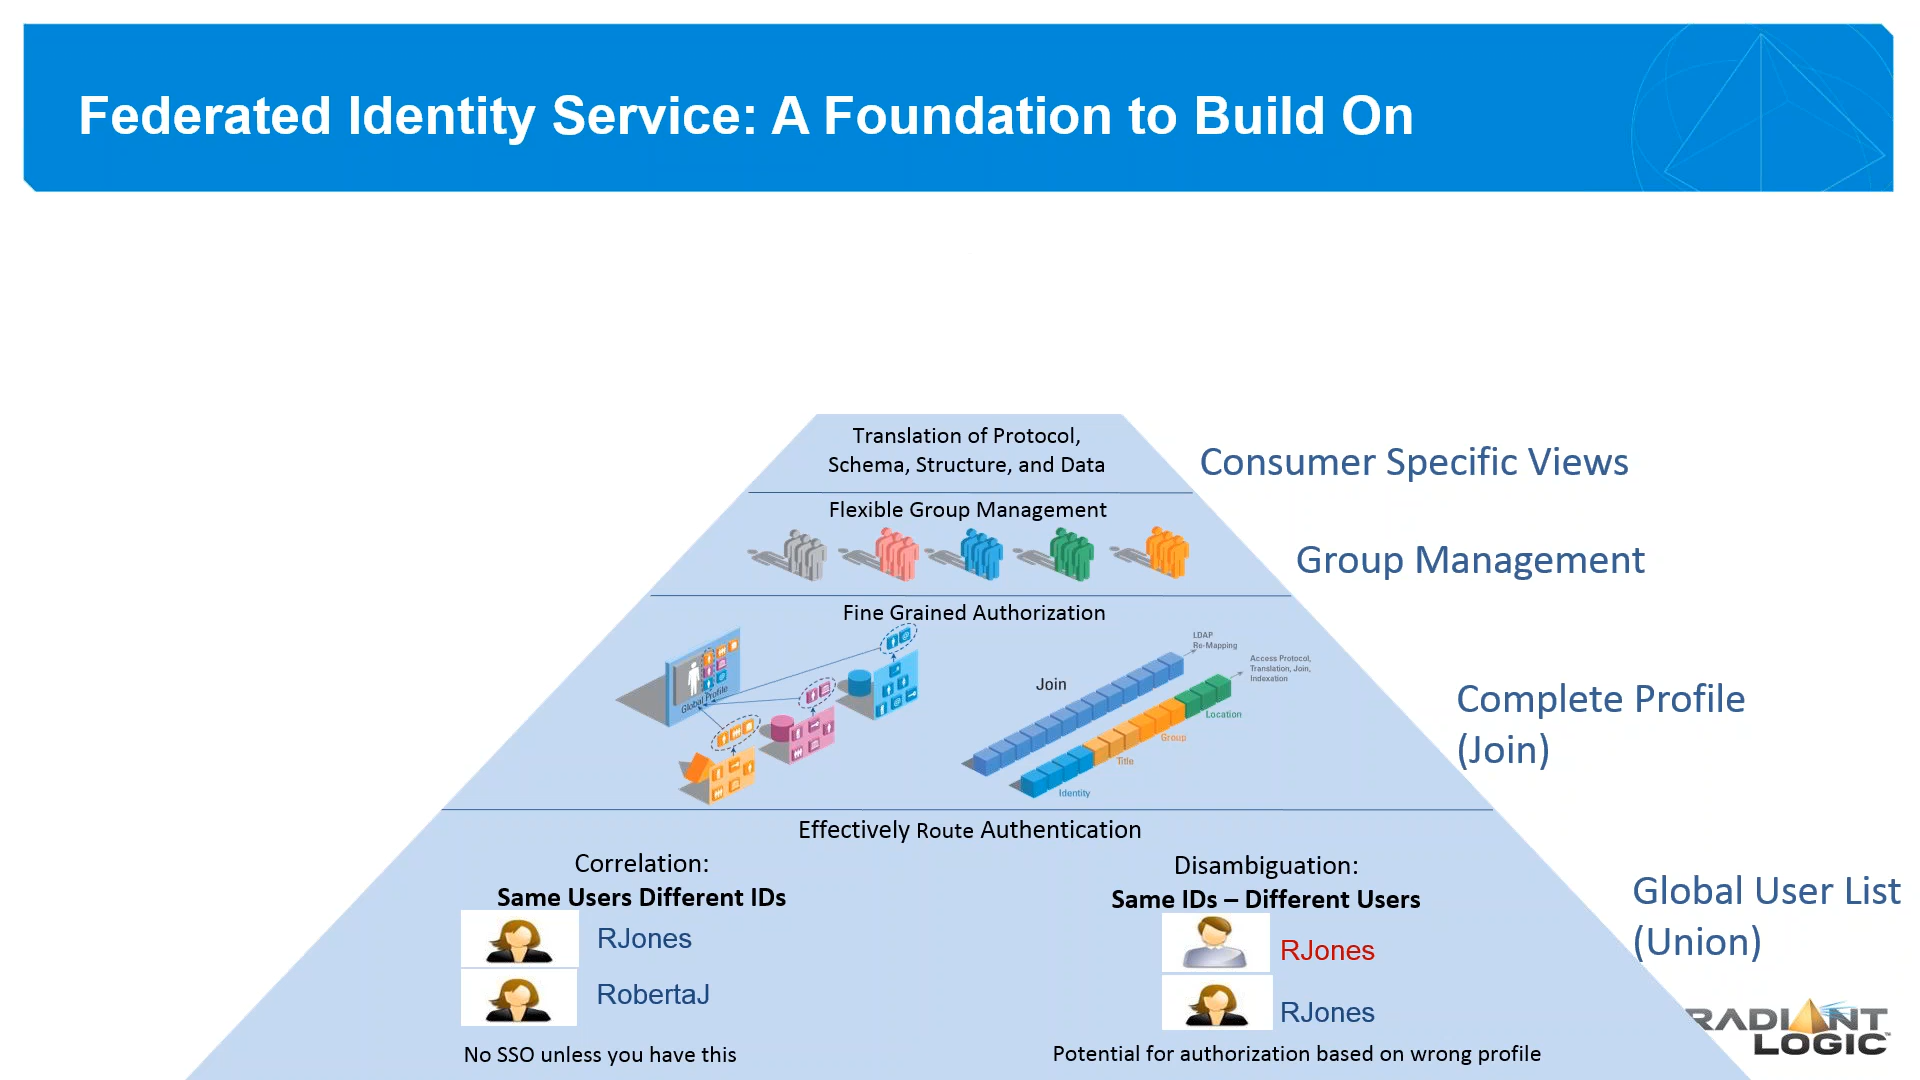 Federated Identity Service: A Foundation to Build On
Translation of Protocol,
Schema, Structure, and Data
Consumer Specific Views
Flexible Group Management
Group Management
Fine Grained Authorization
Global Profile
Join
LDAP
Re-Mapping
Access Protocol,
Translation, Join,
Indexation
Location
Group
Title
Identity
Complete Profile
(Join)
Effectively Route Authentication
Correlation:
Same Users Different IDs
RJones
RobertaJ
No SSO unless you have this
Disambiguation:
Same IDs – Different Users
RJones
RJones
Potential for authorization based on wrong profile
Global User List
(Union)
RADIANT
LOGIC™